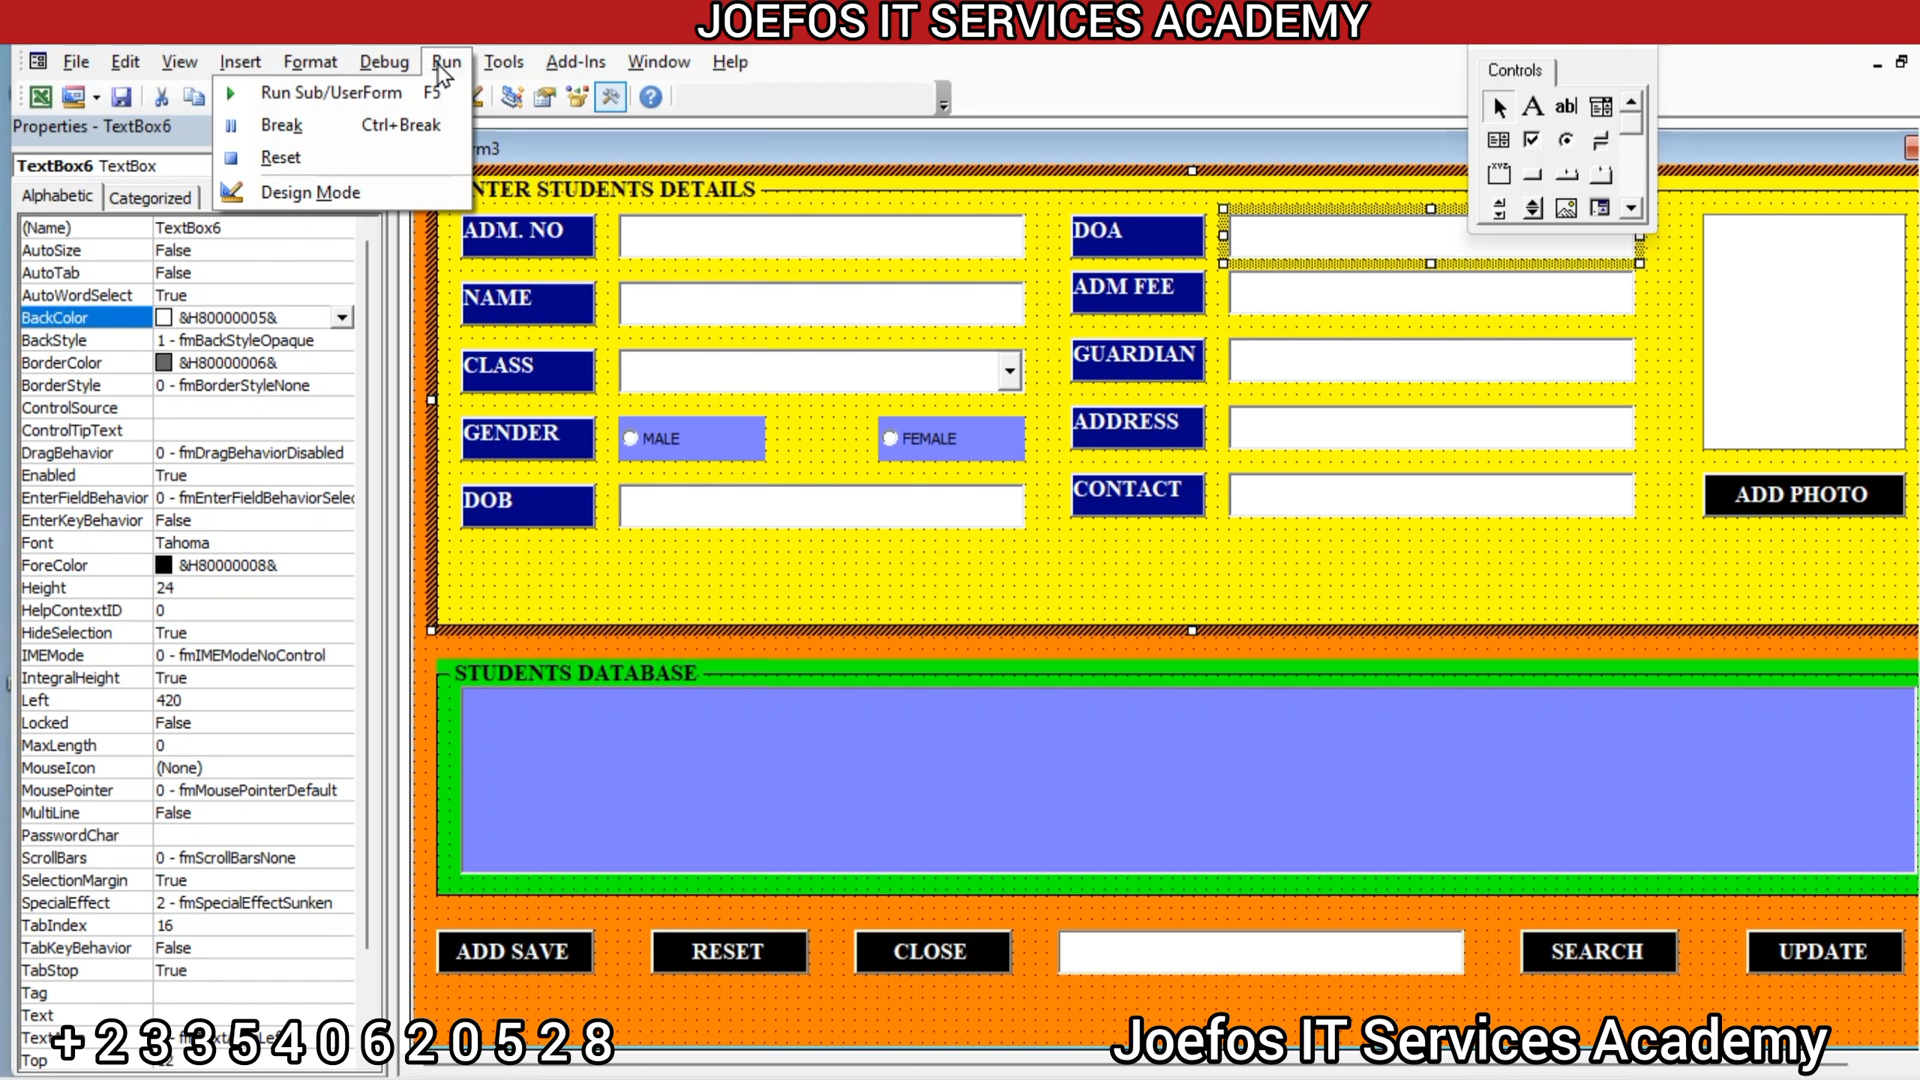 JOEFOS IT SERVICES ACADEMY
File Edit View Insert Format Debug Run Tools Add-Ins Window Help
Run Sub/UserForm F5
Break Ctrl+Break
Reset
Design Mode
Controls
A ab|
XYZ
Properties - TextBox6
TextBox6 TextBox
Alphabetic Categorized
(Name) TextBox6
AutoSize False
AutoTab False
AutoWordSelect True
BackColor &H80000005&
BackStyle 1 - fmBackStyleOpaque
BorderColor &H80000006&
BorderStyle 0 - fmBorderStyleNone
ControlSource
ControlTipText
DragBehavior 0 - fmDragBehaviorDisabled
Enabled True
EnterFieldBehavior 0 - fmEnterFieldBehaviorSelec
EnterKeyBehavior False
Font Tahoma
ForeColor &H80000008&
Height 24
HelpContextID 0
HideSelection True
IMEMode 0 - fmIMEModeNoControl
IntegralHeight True
Left 420
Locked False
MaxLength 0
MouseIcon (None)
MousePointer 0 - fmMousePointerDefault
MultiLine False
PasswordChar
ScrollBars 0 - fmScrollBarsNone
SelectionMargin True
SpecialEffect 2 - fmSpecialEffectSunken
TabIndex 16
TabKeyBehavior False
TabStop True
Tag
Text
Top
rm3
NTER STUDENTS DETAILS
ADM. NO
NAME
CLASS
GENDER MALE FEMALE
DOB
DOA
ADM FEE
GUARDIAN
ADDRESS
CONTACT
ADD PHOTO
STUDENTS DATABASE
ADD SAVE RESET CLOSE SEARCH UPDATE
+233540620528
Joefos IT Services Academy